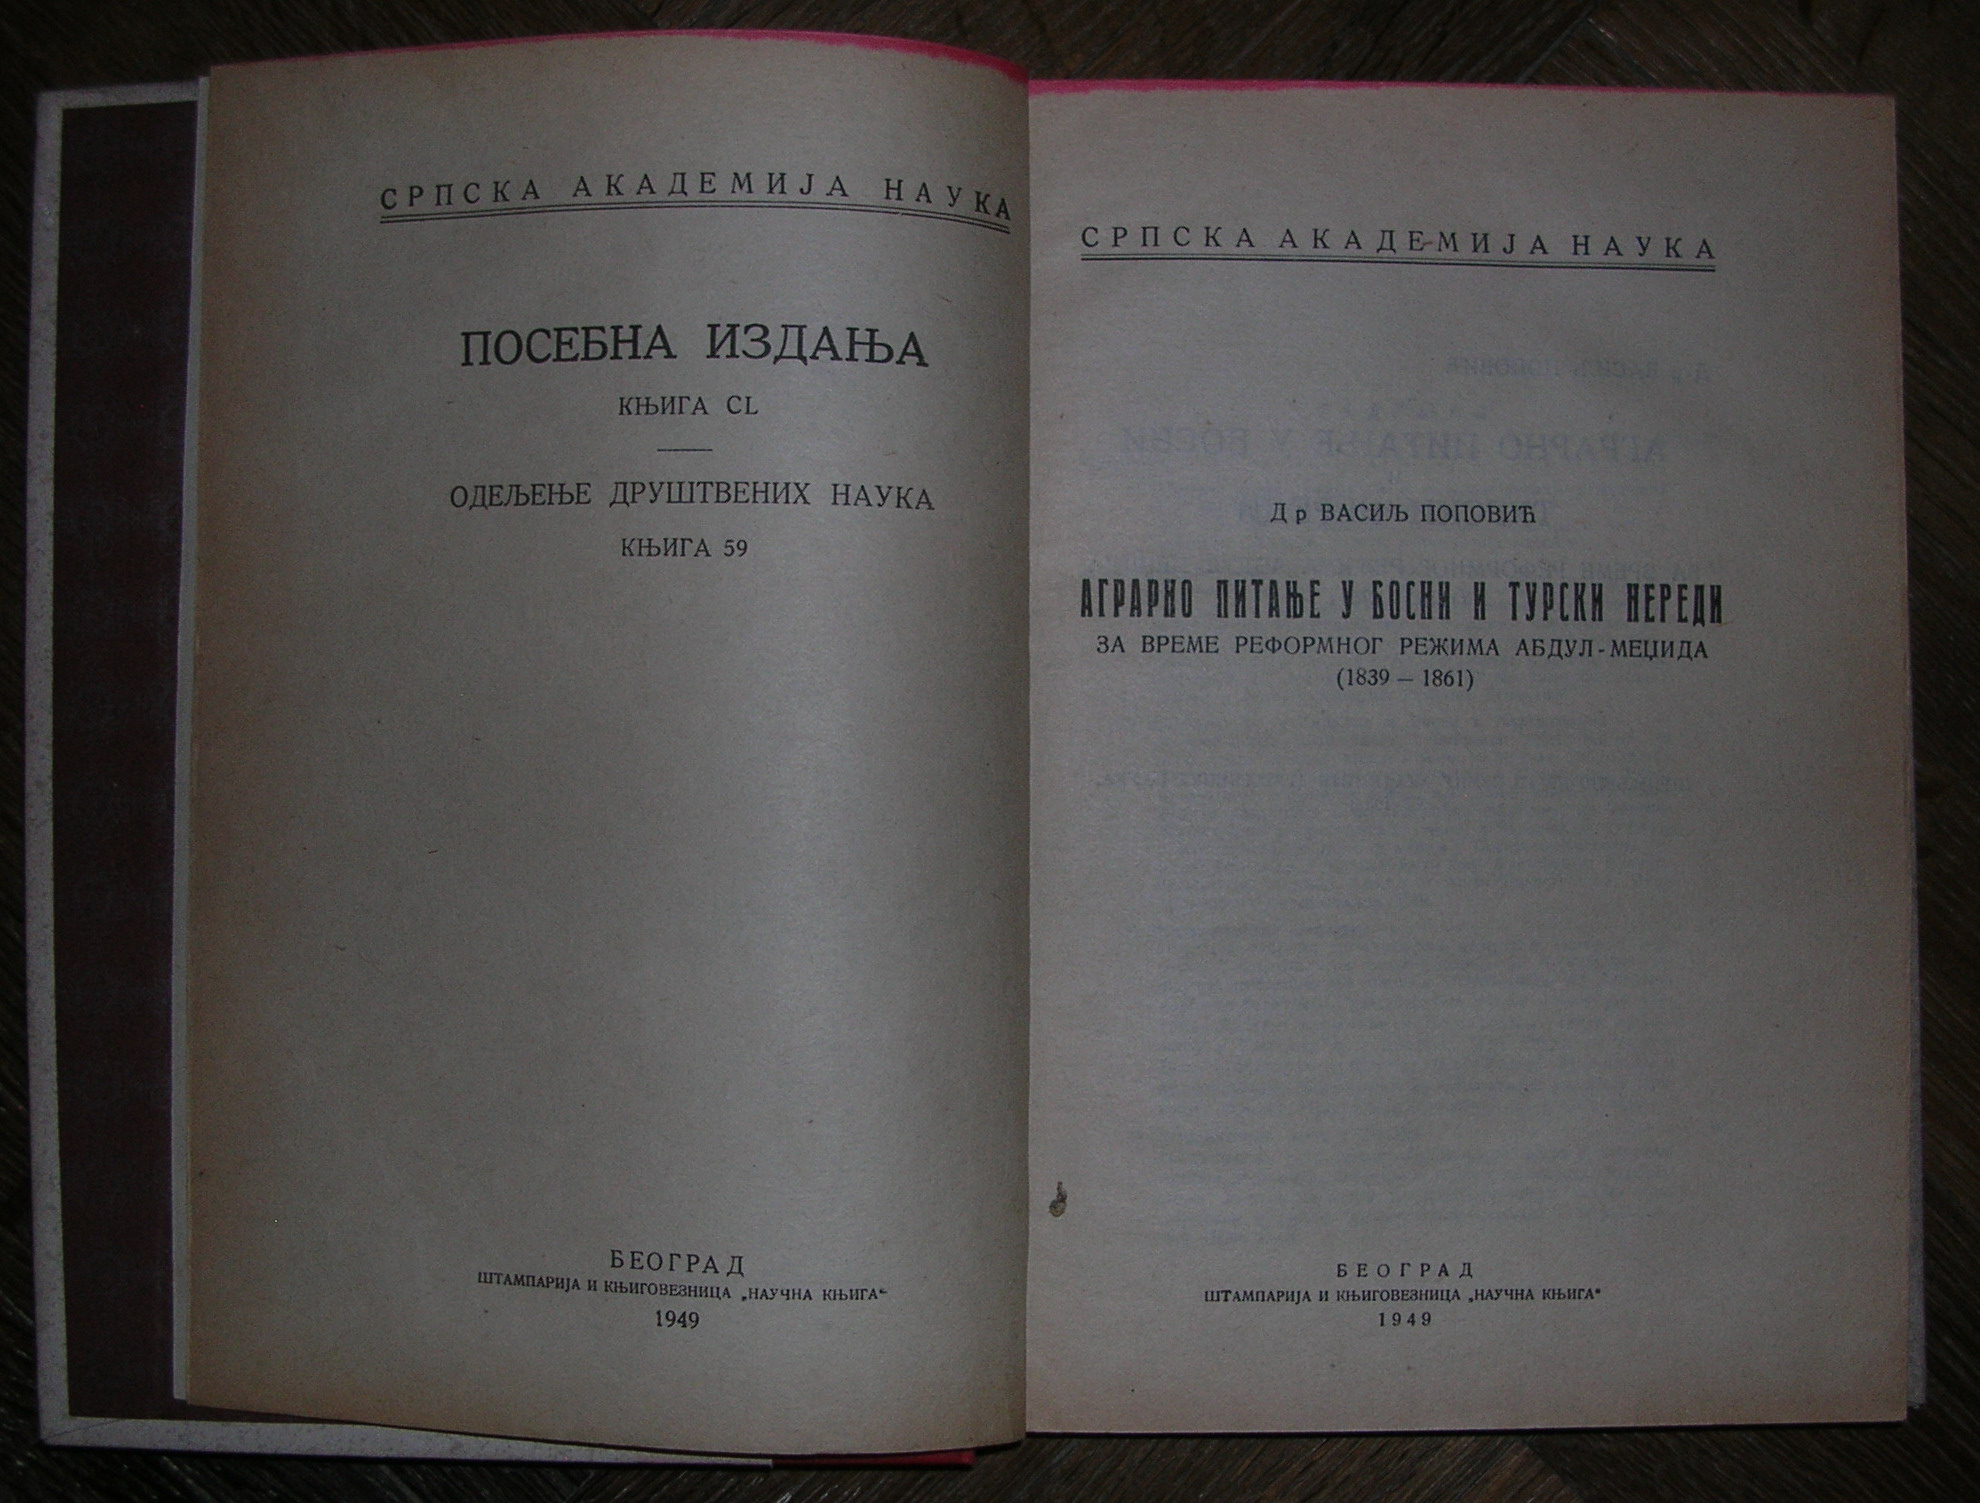 СРПСКА АКАДЕМИЈА НАУКА
ПОСЕБНА ИЗДАЊА
КЊИГА CL
ОДЕЉЕЊЕ ДРУШТВЕНИХ НАУКА
КЊИГА 59
БЕОГРАД
ШТАМПАРИЈА И КЊИГОВЕЗНИЦА „НАУЧНА КЊИГА“
1949
СРПСКА АКАДЕМИЈА НАУКА
Др ВАСИЉ ПОПОВИЋ
АГРАРНО ПИТАЊЕ У БОСНИ И ТУРСКИ НЕРЕДИ
ЗА ВРЕМЕ РЕФОРМНОГ РЕЖИМА АБДУЛ-МЕЏИДА
(1839 — 1861)
БЕОГРАД
ШТАМПАРИЈА И КЊИГОВЕЗНИЦА „НАУЧНА КЊИГА“
1949